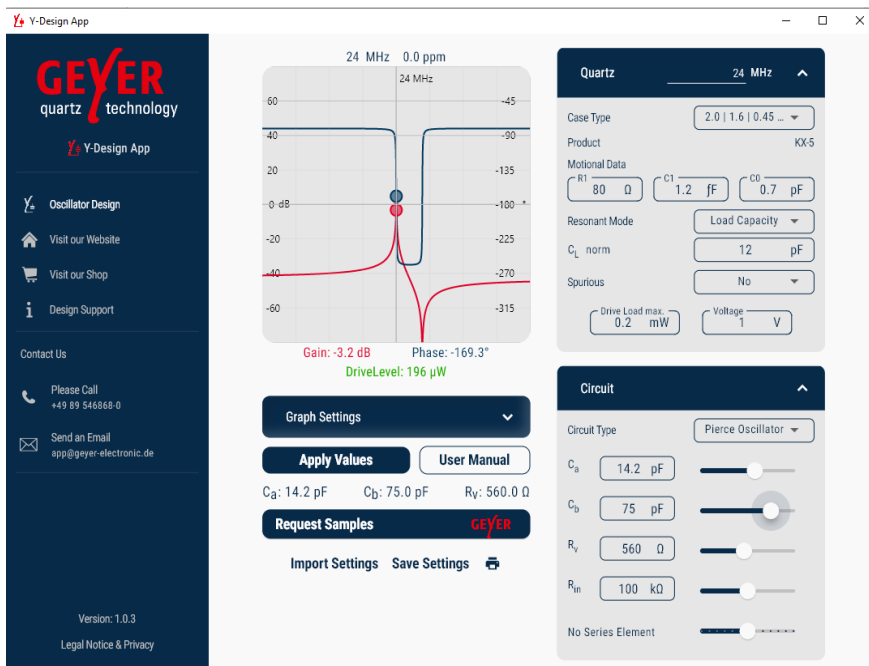 Y-Design App
GEYER
quartz technology
Y-Design App
Oscillator Design
Visit our Website
Visit our Shop
Design Support
Contact Us
Please Call
+49 89 546868-0
Send an Email
app@geyer-electronic.de
Version: 1.0.3
Legal Notice & Privacy
24 MHz 0.0 ppm
24 MHz
60 -45
40 -90
20 -135
0 dB -180 °
-20 -225
-40 -270
-60 -315
Gain: -3.2 dB Phase: -169.3°
DriveLevel: 196 µW
Graph Settings
Apply Values User Manual
Ca: 14.2 pF Cb: 75.0 pF RV: 560.0 Ω
Request Samples GEYER
Import Settings Save Settings
Quartz 24 MHz
Case Type 2.0 | 1.6 | 0.45 ...
Product KX-5
Motional Data
R1 C1 C0
80 Ω 1.2 fF 0.7 pF
Resonant Mode Load Capacity
CL norm 12 pF
Spurious No
Drive Load max. Voltage
0.2 mW 1 V
Circuit
Circuit Type Pierce Oscillator
Ca 14.2 pF
Cb 75 pF
Rv 560 Ω
Rin 100 kΩ
No Series Element